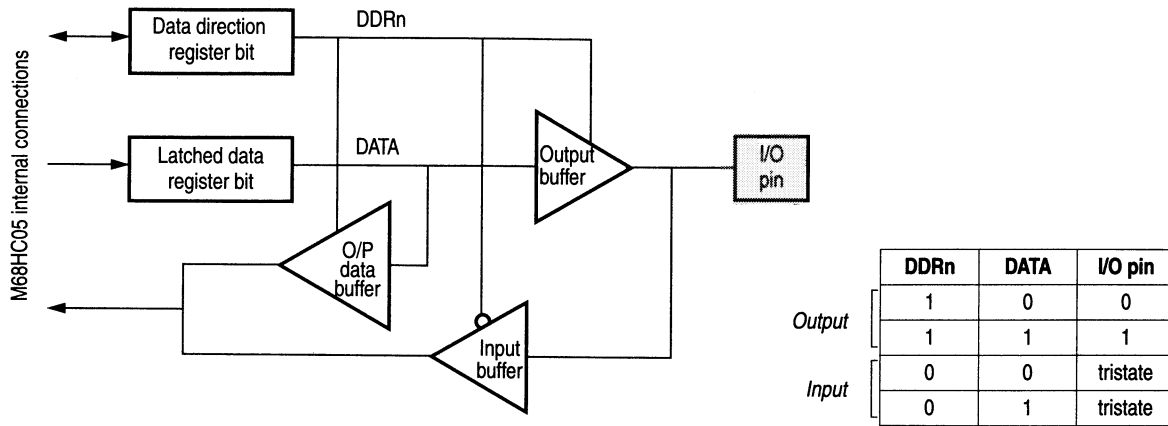 M68HC05 internal connections
Data direction
register bit
DDRn
Latched data
register bit
DATA
Output
buffer
I/O
pin
O/P
data
buffer
Input
buffer
DDRn DATA I/O pin
Output
1 0 0
1 1 1
Input
0 0 tristate
0 1 tristate